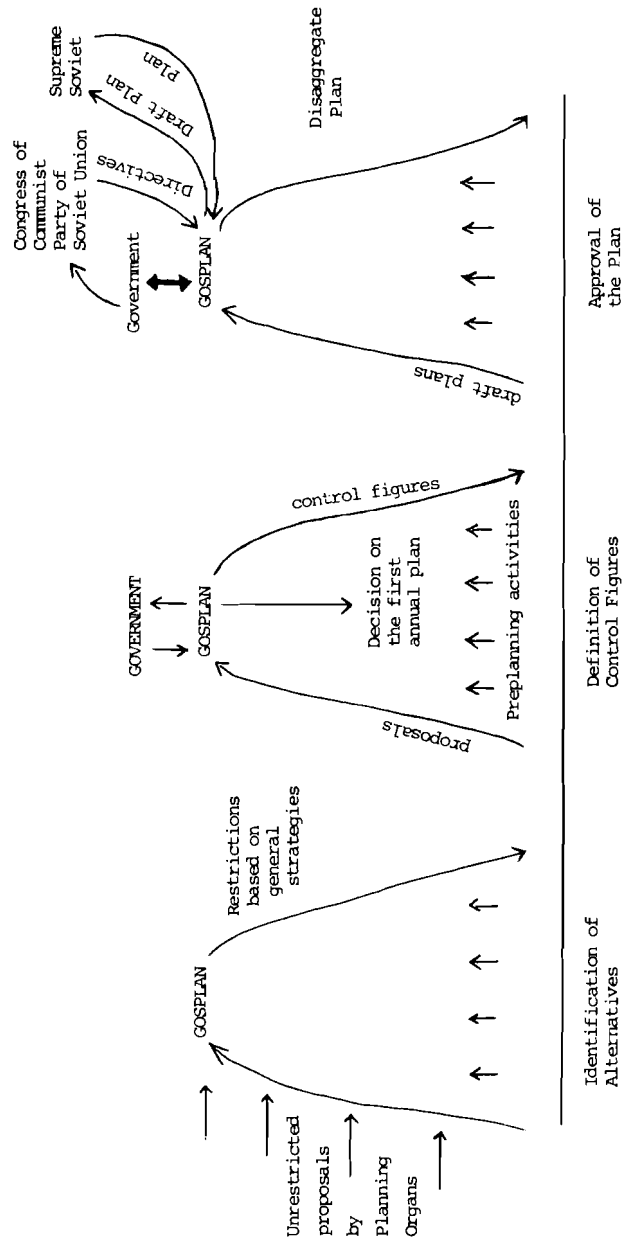 Unrestricted
proposals
by
Planning
Organs
GOSPLAN
Restrictions
based on
general
strategies
Identification of
Alternatives
GOVERNMENT
GOSPLAN
proposals
control figures
Decision on
the first
annual plan
Preplanning activities
Definition of
Control Figures
Congress of
Communist
Party of
Soviet Union
Supreme
Soviet
Government
Directives
Draft Plan
Plan
GOSPLAN
draft plans
Disaggregate
Plan
Approval of
the Plan